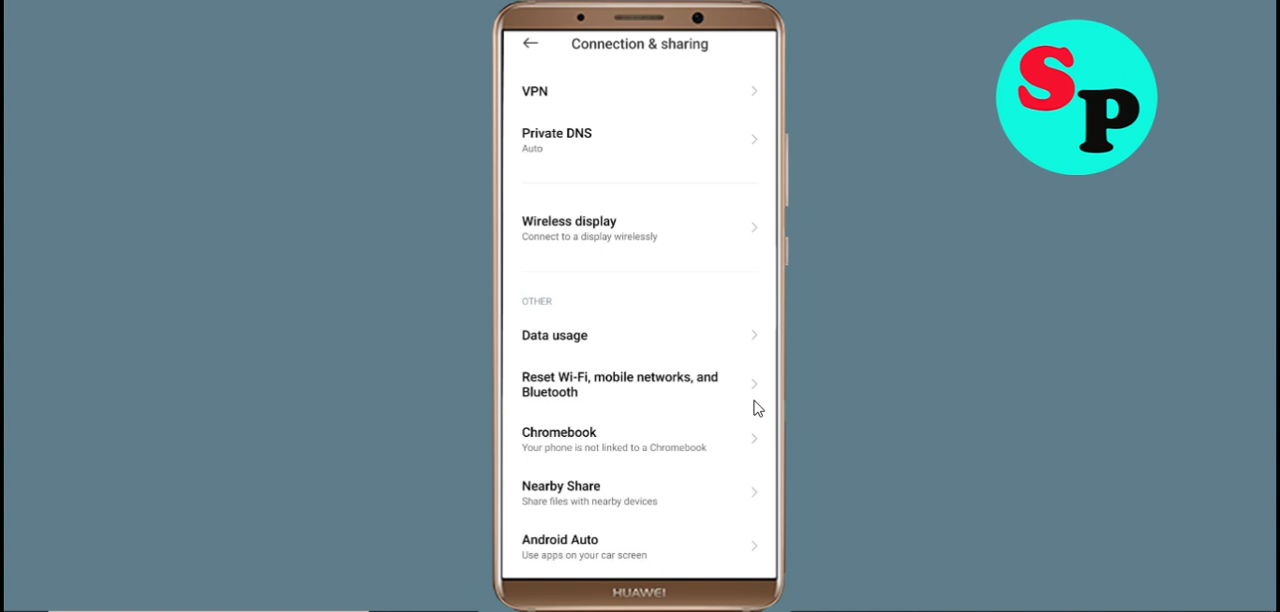 Connection & sharing
VPN
Private DNS
Auto
Wireless display
Connect to a display wirelessly
OTHER
Data usage
Reset Wi-Fi, mobile networks, and
Bluetooth
Chromebook
Your phone is not linked to a Chromebook
Nearby Share
Share files with nearby devices
Android Auto
Use apps on your car screen
HUAWEI
SP